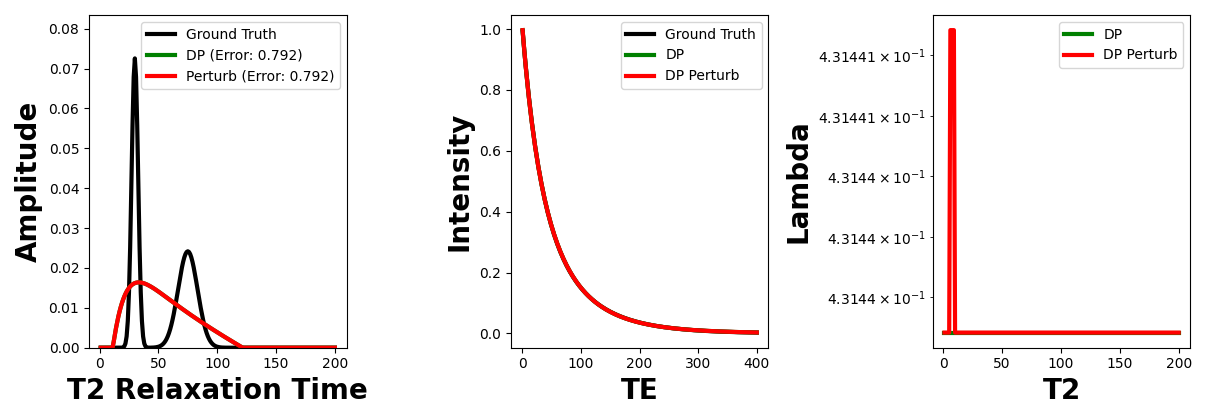 Amplitude
0.08
0.07
0.06
0.05
0.04
0.03
0.02
0.01
0.00
0 50 100 150 200
T2 Relaxation Time
Ground Truth
DP (Error: 0.792)
Perturb (Error: 0.792)
Intensity
1.0
0.8
0.6
0.4
0.2
0.0
0 100 200 300 400
TE
Ground Truth
DP
DP Perturb
Lambda
4.31441 × 10⁻¹
4.31441 × 10⁻¹
4.3144 × 10⁻¹
4.3144 × 10⁻¹
4.3144 × 10⁻¹
0 50 100 150 200
T2
DP
DP Perturb